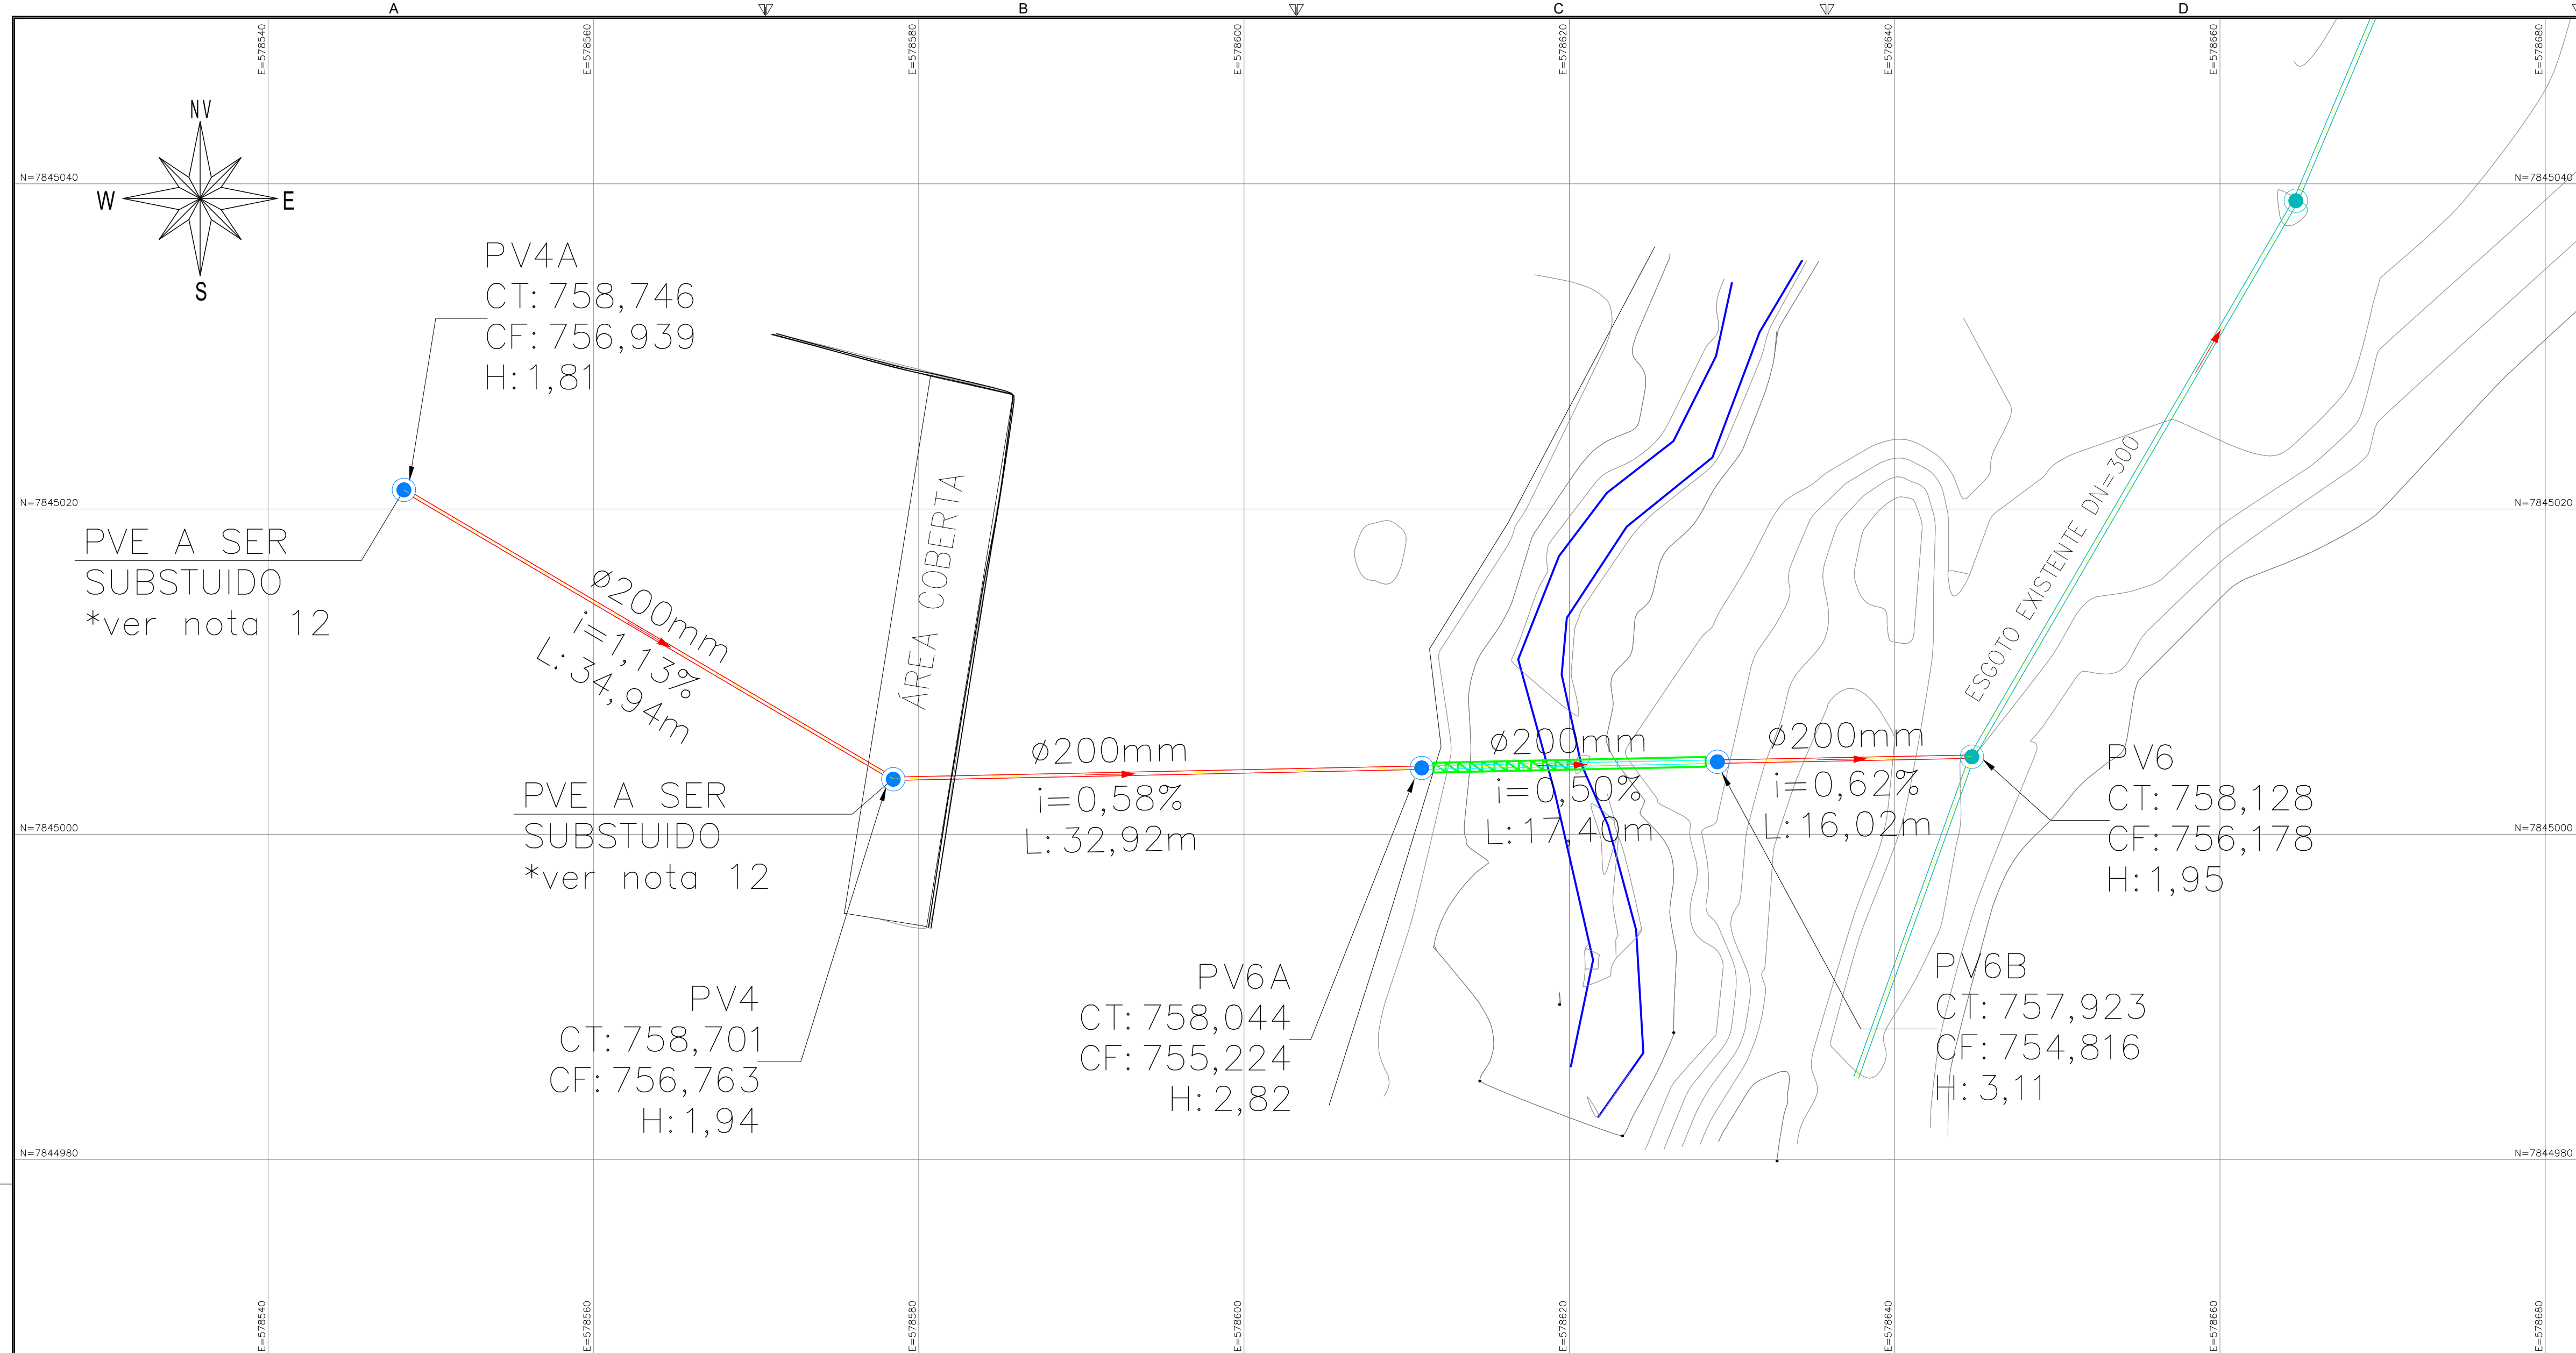 A
B
C
D
E=578540
E=578560
E=578580
E=578600
E=578620
E=578640
E=578660
E=578680
NV
W
E
S
N=7845040
N=7845040
PV4A
CT: 758,746
CF: 756,939
H: 1,81
N=7845020
N=7845020
PVE A SER
SUBSTUIDO
*ver nota 12
ø200mm
i=1,13%
L: 34,94m
ÁREA COBERTA
ESGOTO EXISTENTE DN=300
ø200mm
i=0,58%
L: 32,92m
ø200mm
i=0,50%
L: 17,40m
ø200mm
i=0,62%
L: 16,02m
PV6
CT: 758,128
CF: 756,178
H: 1,95
PVE A SER
SUBSTUIDO
*ver nota 12
N=7845000
N=7845000
PV4
CT: 758,701
CF: 756,763
H: 1,94
PV6A
CT: 758,044
CF: 755,224
H: 2,82
PV6B
CT: 757,923
CF: 754,816
H: 3,11
N=7844980
N=7844980
E=578540
E=578560
E=578580
E=578600
E=578620
E=578640
E=578660
E=578680